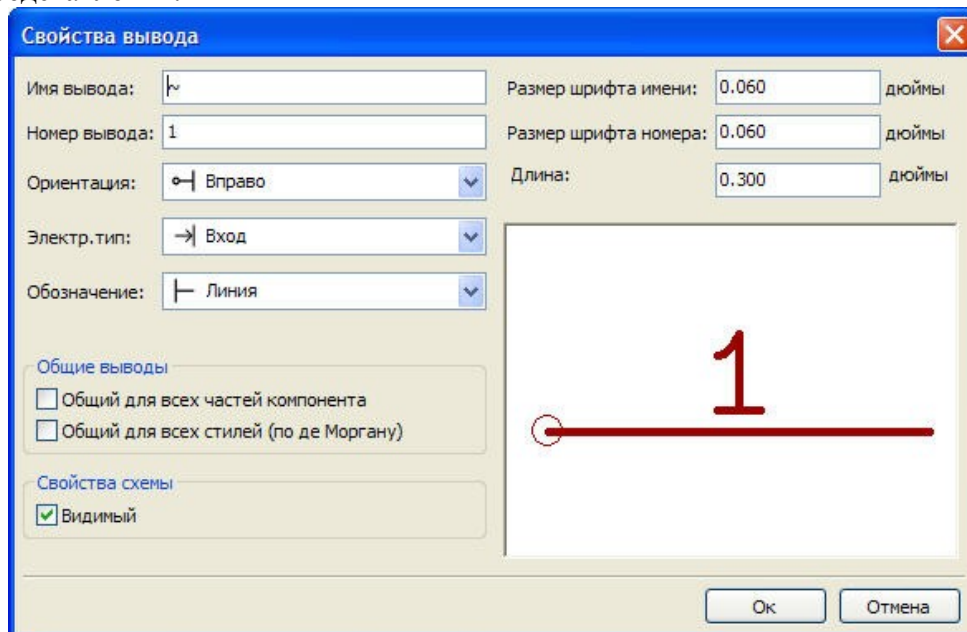 Свойства вывода
Имя вывода: ~
Номер вывода: 1
Ориентация: Вправо
Электр.тип: Вход
Обозначение: Линия
Общие выводы
Общий для всех частей компонента
Общий для всех стилей (по де Моргану)
Свойства схемы
Видимый
Размер шрифта имени: 0.060 дюймы
Размер шрифта номера: 0.060 дюймы
Длина: 0.300 дюймы
1
Ок Отмена